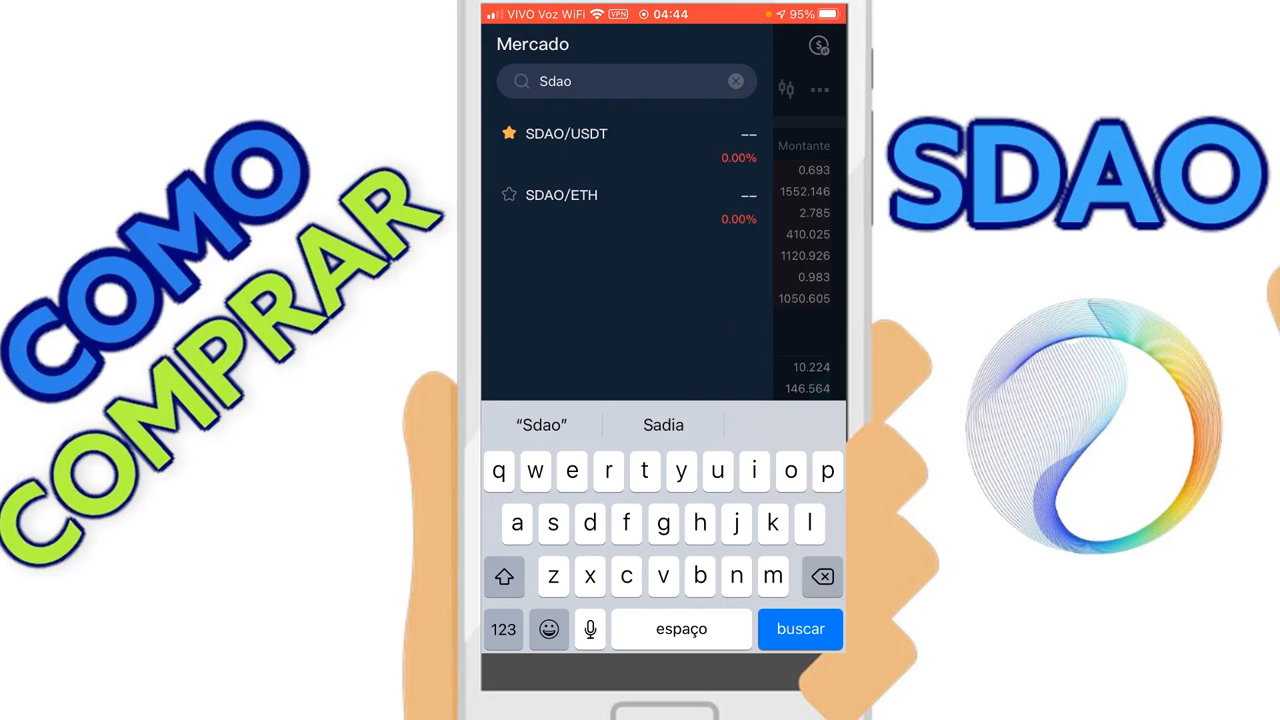 COMO
COMPRAR
SDAO
VIVO Voz WiFi VPN 04:44 95%
Mercado
Sdao
SDAO/USDT --
0.00%
SDAO/ETH --
0.00%
Montante
0.693
1552.146
2.785
410.025
1120.926
0.983
1050.605
10.224
146.564
“Sdao” Sadia
q w e r t y u i o p
a s d f g h j k l
z x c v b n m
123 espaço buscar